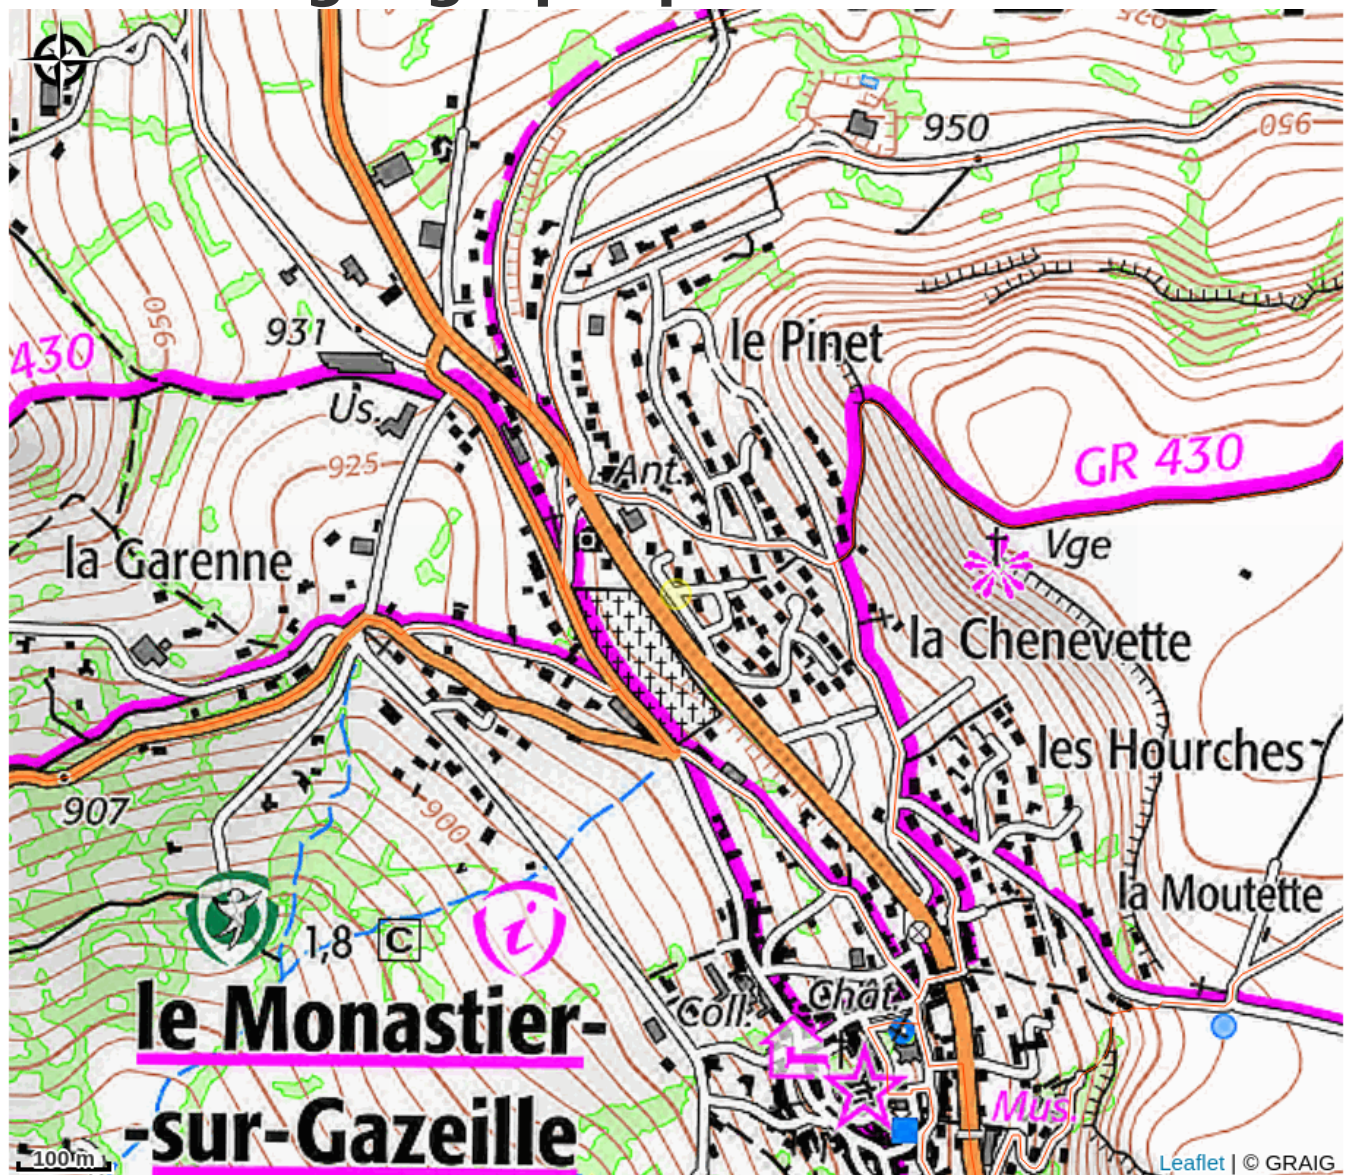 950
950
950
931
le Pinet
430
Us.
GR 430
925
Ant.
Vge
la Garenne
la Chenevette
les Hourches
907
900
la Moutette
1,8 C
i
le Monastier-
-sur-Gazeille
Coll.
Chât.
Mus.
100 m
Leaflet | © GRAIG